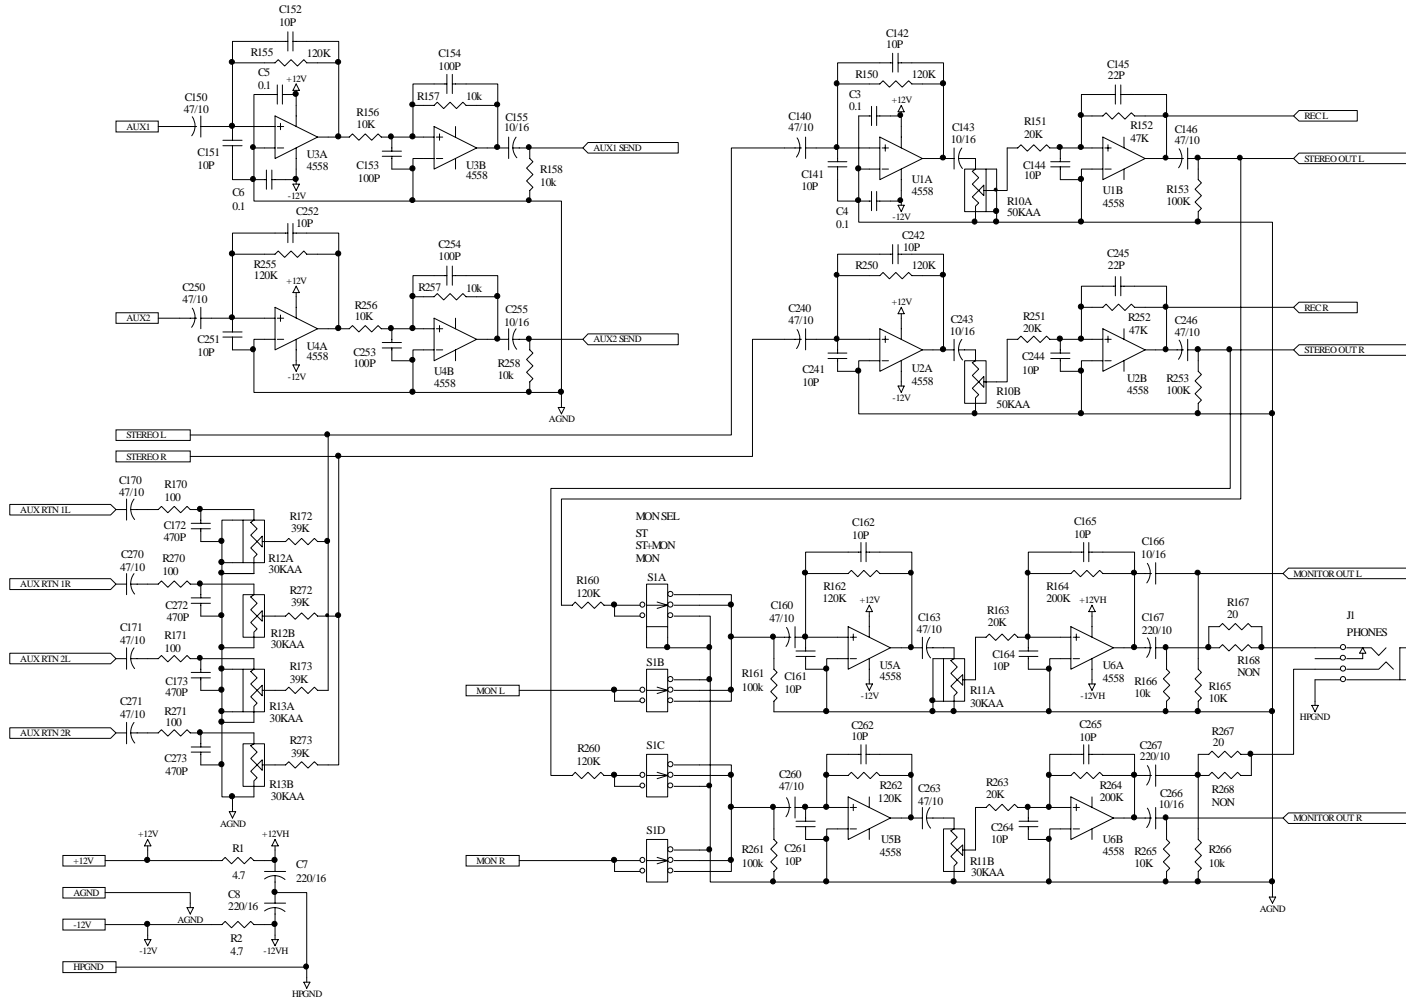 C152
10P
R155 120K
C5
0.1
+12V
C150
47/10
AUX1
C151
10P
U3A
4558
C6
0.1
-12V
R156
10K
C153
100P
C154
100P
R157 10k
U3B
4558
C155
10/16
R158
10k
AUX1 SEND
C252
10P
R255
120K
+12V
C250
47/10
AUX2
C251
10P
U4A
4558
-12V
R256
10K
C253
100P
C254
100P
R257 10k
U4B
4558
C255
10/16
R258
10k
AUX2 SEND
AGND
C142
10P
R150 120K
C3
0.1
+12V
C140
47/10
C141
10P
U1A
4558
C4
0.1
-12V
C143
10/16
R10A
50KAA
R151
20K
C144
10P
C145
22P
R152
47K
U1B
4558
C146
47/10
R153
100K
REC L
STEREO OUT L
C242
10P
R250 120K
+12V
C240
47/10
C241
10P
U2A
4558
-12V
C243
10/16
R10B
50KAA
R251
20K
C244
10P
C245
22P
R252
47K
U2B
4558
C246
47/10
R253
100K
REC R
STEREO OUT R
STEREO L
STEREO R
AUX RTN 1L
C170
47/10
R170
100
C172
470P
R12A
30KAA
R172
39K
AUX RTN 1R
C270
47/10
R270
100
C272
470P
R12B
30KAA
R272
39K
AUX RTN 2L
C171
47/10
R171
100
C173
470P
R13A
30KAA
R173
39K
AUX RTN 2R
C271
47/10
R271
100
C273
470P
R13B
30KAA
R273
39K
AGND
MON SEL
ST
ST+MON
MON
S1A
R160
120K
S1B
MON L
C160
47/10
R161
100k
C161
10P
C162
10P
R162
120K
+12V
U5A
4558
-12V
C163
47/10
R11A
30KAA
R163
20K
C164
10P
C165
10P
R164
200K
+12VH
U6A
4558
-12VH
C166
10/16
C167
220/10
R166
10k
R165
10K
R167
20
R168
NON
MONITOR OUT L
J1
PHONES
HPGND
S1C
R260
120K
S1D
MON R
C260
47/10
R261
100k
C261
10P
C262
10P
R262
120K
U5B
4558
C263
47/10
R11B
30KAA
R263
20K
C264
10P
C265
10P
R264
200K
U6B
4558
C267
220/10
C266
10/16
R265
10K
R266
10k
R267
20
R268
NON
MONITOR OUT R
AGND
+12V
+12V
R1
4.7
+12VH
C7
220/16
AGND
AGND
C8
220/16
-12V
-12V
R2
4.7
-12VH
HPGND
HPGND